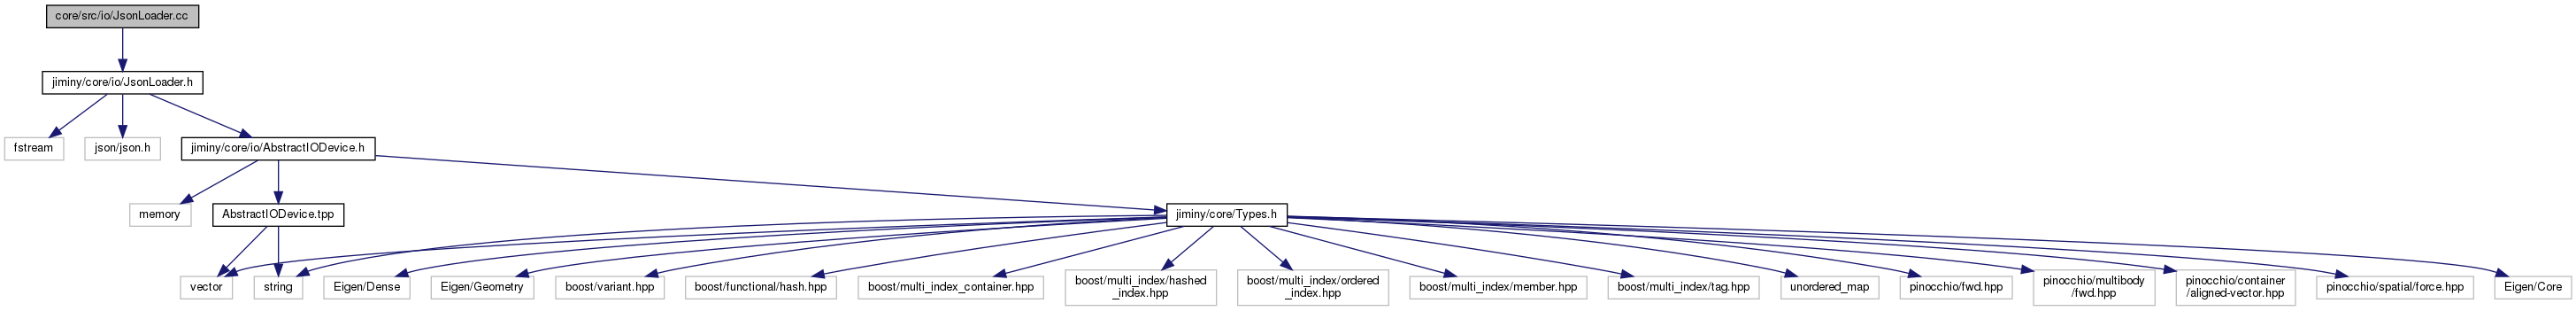 core/src/io/JsonLoader.cc
jiminy/core/io/JsonLoader.h
fstream
json/json.h
jiminy/core/io/AbstractIODevice.h
memory
AbstractIODevice.tpp
jiminy/core/Types.h
vector
string
Eigen/Dense
Eigen/Geometry
boost/variant.hpp
boost/functional/hash.hpp
boost/multi_index_container.hpp
boost/multi_index/hashed
_index.hpp
boost/multi_index/ordered
_index.hpp
boost/multi_index/member.hpp
boost/multi_index/tag.hpp
unordered_map
pinocchio/fwd.hpp
pinocchio/multibody
/fwd.hpp
pinocchio/container
/aligned-vector.hpp
pinocchio/spatial/force.hpp
Eigen/Core